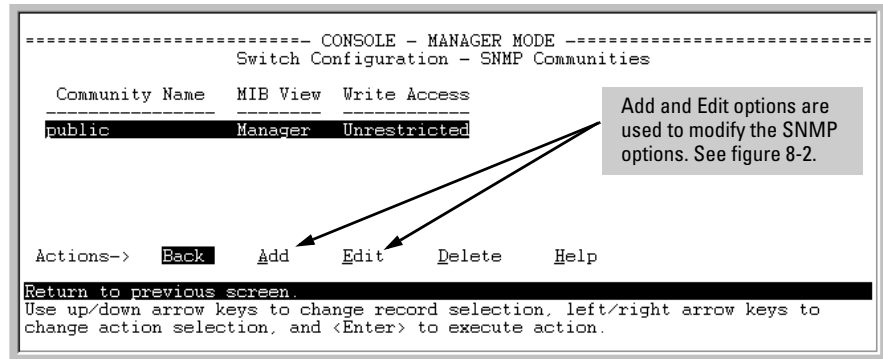 ============================– CONSOLE – MANAGER MODE –==============================
Switch Configuration – SNMP Communities
Community Name MIB View Write Access
---------------- -------- ------------
public Manager Unrestricted
Add and Edit options are
used to modify the SNMP
options. See figure 8-2.
Actions-> Back Add Edit Delete Help
Return to previous screen.
Use up/down arrow keys to change record selection, left/right arrow keys to
change action selection, and <Enter> to execute action.